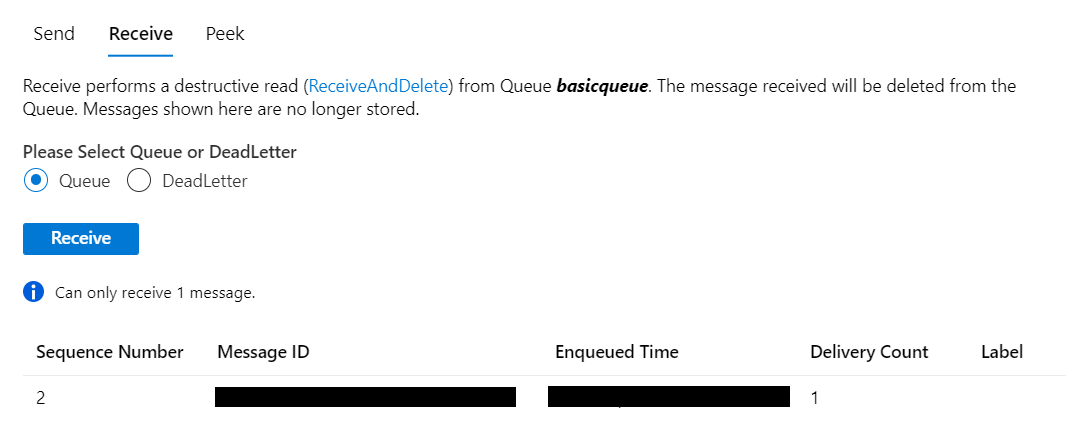 Send Receive Peek
Receive performs a destructive read (ReceiveAndDelete) from Queue basicqueue. The message received will be deleted from the
Queue. Messages shown here are no longer stored.
Please Select Queue or DeadLetter
Queue DeadLetter
Receive
Can only receive 1 message.
Sequence Number Message ID Enqueued Time Delivery Count Label
2 1